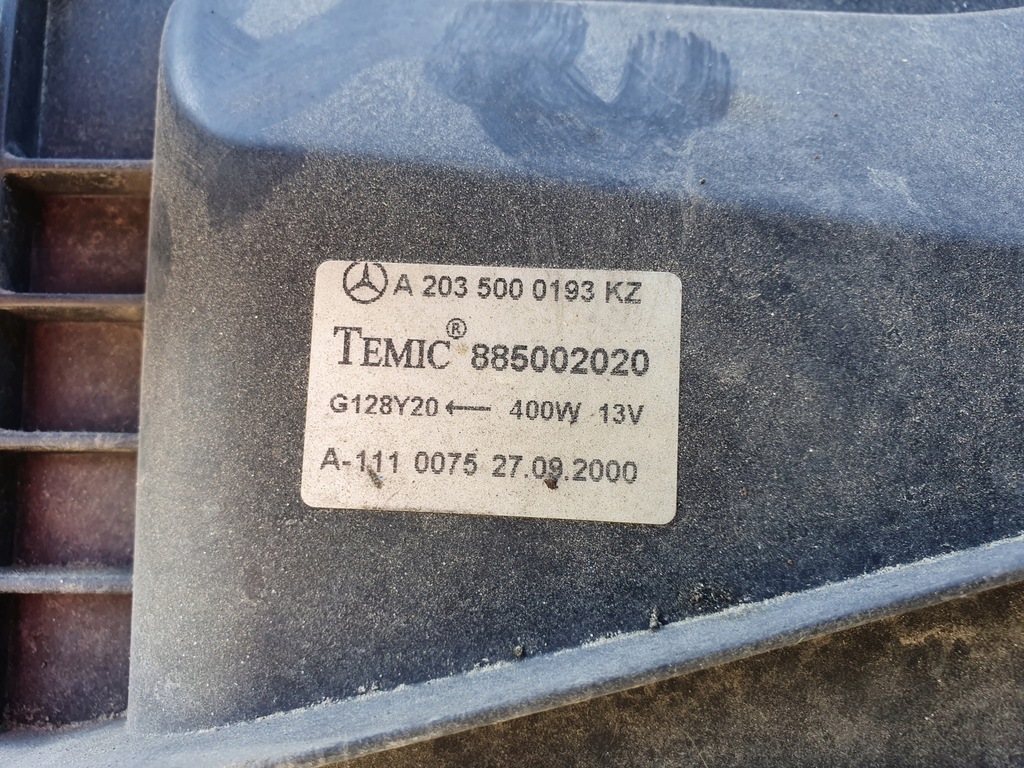 A 203 500 0193 KZ
TEMIC® 885002020
G128Y20 ← 400W 13V
A-111 0075 27.09.2000